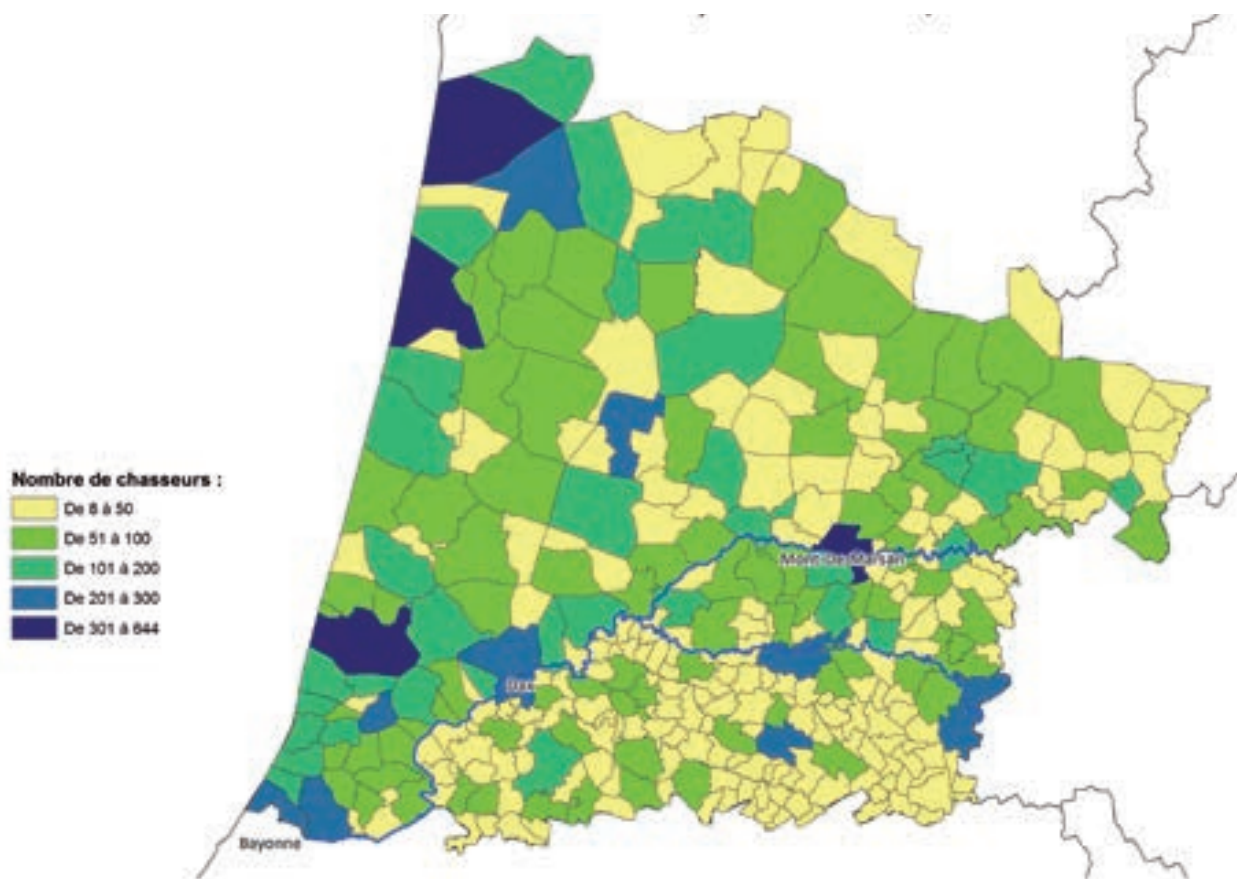 Nombre de chasseurs :
De 8 à 50
De 51 à 100
De 101 à 200
De 201 à 300
De 301 à 644
Mont-De-Marsan
Dax
Bayonne